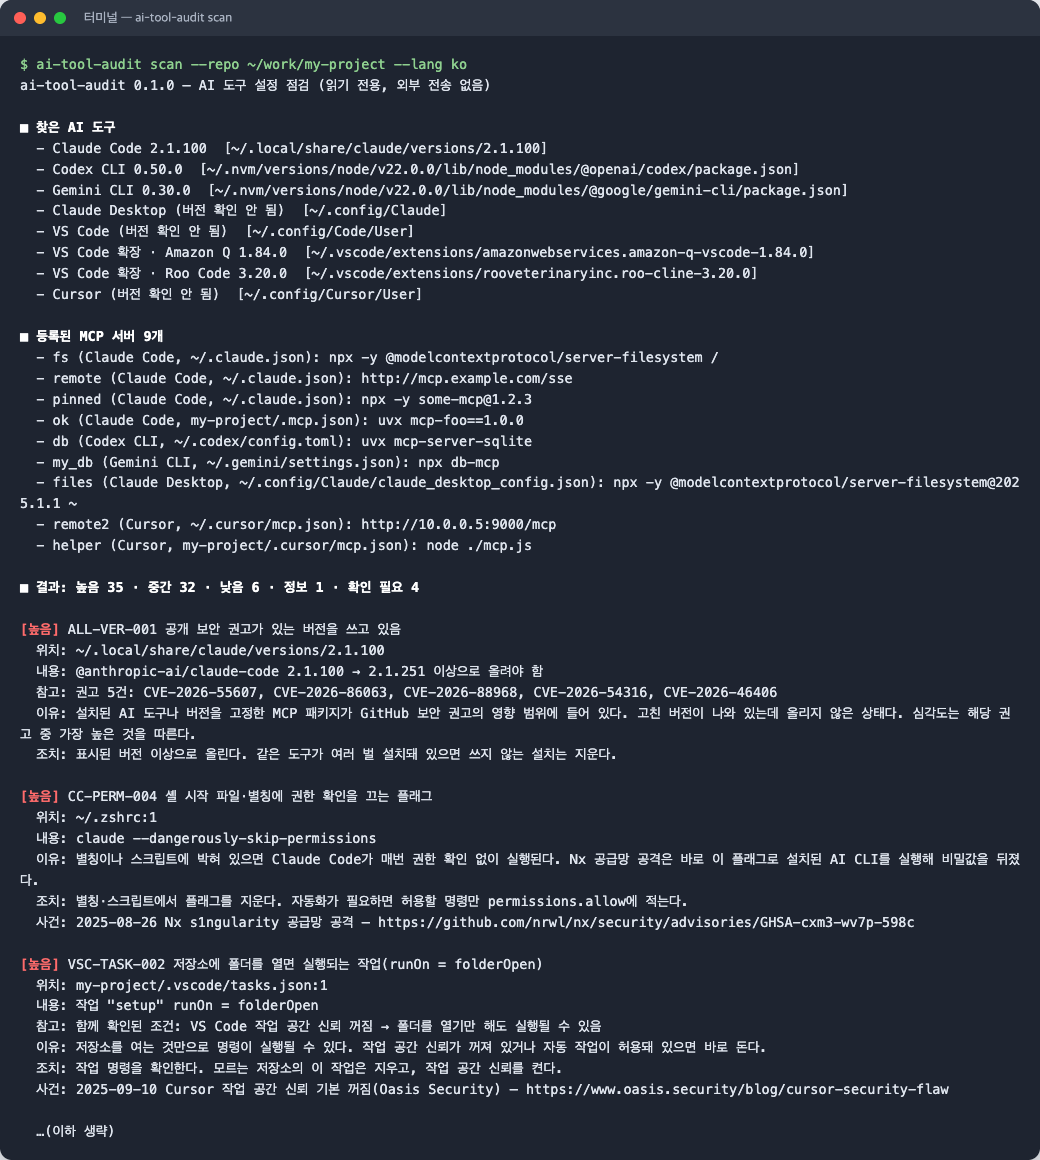 터미널 — ai-tool-audit scan
$ ai-tool-audit scan --repo ~/work/my-project --lang ko
ai-tool-audit 0.1.0 — AI 도구 설정 점검 (읽기 전용, 외부 전송 없음)
■ 찾은 AI 도구
– Claude Code 2.1.100 [~/.local/share/claude/versions/2.1.100]
– Codex CLI 0.50.0 [~/.nvm/versions/node/v22.0.0/lib/node_modules/@openai/codex/package.json]
– Gemini CLI 0.30.0 [~/.nvm/versions/node/v22.0.0/lib/node_modules/@google/gemini-cli/package.json]
– Claude Desktop (버전 확인 안 됨) [~/.config/Claude]
– VS Code (버전 확인 안 됨) [~/.config/Code/User]
– VS Code 확장 · Amazon Q 1.84.0 [~/.vscode/extensions/amazonwebservices.amazon-q-vscode-1.84.0]
– VS Code 확장 · Roo Code 3.20.0 [~/.vscode/extensions/rooveterinaryinc.roo-cline-3.20.0]
– Cursor (버전 확인 안 됨) [~/.config/Cursor/User]
■ 등록된 MCP 서버 9개
– fs (Claude Code, ~/.claude.json): npx -y @modelcontextprotocol/server-filesystem /
– remote (Claude Code, ~/.claude.json): http://mcp.example.com/sse
– pinned (Claude Code, ~/.claude.json): npx -y some-mcp@1.2.3
– ok (Claude Code, my-project/.mcp.json): uvx mcp-foo==1.0.0
– db (Codex CLI, ~/.codex/config.toml): uvx mcp-server-sqlite
– my_db (Gemini CLI, ~/.gemini/settings.json): npx db-mcp
– files (Claude Desktop, ~/.config/Claude/claude_desktop_config.json): npx -y @modelcontextprotocol/server-filesystem@202
5.1.1 ~
– remote2 (Cursor, ~/.cursor/mcp.json): http://10.0.0.5:9000/mcp
– helper (Cursor, my-project/.cursor/mcp.json): node ./mcp.js
■ 결과: 높음 35 · 중간 32 · 낮음 6 · 정보 1 · 확인 필요 4
[높음] ALL-VER-001 공개 보안 권고가 있는 버전을 쓰고 있음
위치: ~/.local/share/claude/versions/2.1.100
내용: @anthropic-ai/claude-code 2.1.100 → 2.1.251 이상으로 올려야 함
참고: 권고 5건: CVE-2026-55607, CVE-2026-86063, CVE-2026-88968, CVE-2026-54316, CVE-2026-46406
이유: 설치된 AI 도구나 버전을 고정한 MCP 패키지가 GitHub 보안 권고의 영향 범위에 들어 있다. 고친 버전이 나와 있는데 올리지 않은 상태다. 심각도는 해당 권
고 중 가장 높은 것을 따른다.
조치: 표시된 버전 이상으로 올린다. 같은 도구가 여러 벌 설치돼 있으면 쓰지 않는 설치는 지운다.
[높음] CC-PERM-004 셸 시작 파일·별칭에 권한 확인을 끄는 플래그
위치: ~/.zshrc:1
내용: claude --dangerously-skip-permissions
이유: 별칭이나 스크립트에 박혀 있으면 Claude Code가 매번 권한 확인 없이 실행된다. Nx 공급망 공격은 바로 이 플래그로 설치된 AI CLI를 실행해 비밀값을 뒤졌
다.
조치: 별칭·스크립트에서 플래그를 지운다. 자동화가 필요하면 허용할 명령만 permissions.allow에 적는다.
사건: 2025-08-26 Nx s1ngularity 공급망 공격 — https://github.com/nrwl/nx/security/advisories/GHSA-cxm3-wv7p-598c
[높음] VSC-TASK-002 저장소에 폴더를 열면 실행되는 작업(runOn = folderOpen)
위치: my-project/.vscode/tasks.json:1
내용: 작업 "setup" runOn = folderOpen
참고: 함께 확인된 조건: VS Code 작업 공간 신뢰 꺼짐 → 폴더를 열기만 해도 실행될 수 있음
이유: 저장소를 여는 것만으로 명령이 실행될 수 있다. 작업 공간 신뢰가 꺼져 있거나 자동 작업이 허용돼 있으면 바로 돈다.
조치: 작업 명령을 확인한다. 모르는 저장소의 이 작업은 지우고, 작업 공간 신뢰를 켠다.
사건: 2025-09-10 Cursor 작업 공간 신뢰 기본 꺼짐(Oasis Security) — https://www.oasis.security/blog/cursor-security-flaw
…(이하 생략)